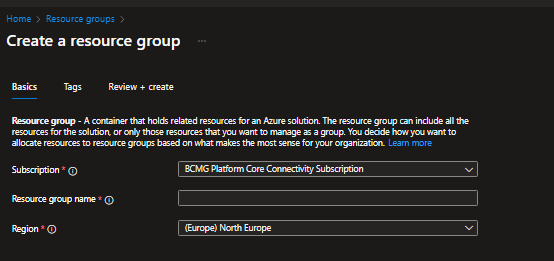 Home > Resource groups >
Create a resource group ...
Basics Tags Review + create
Resource group - A container that holds related resources for an Azure solution. The resource group can include all the
resources for the solution, or only those resources that you want to manage as a group. You decide how you want to
allocate resources to resource groups based on what makes the most sense for your organization. Learn more
Subscription * BCMG Platform Core Connectivity Subscription
Resource group name *
Region * (Europe) North Europe